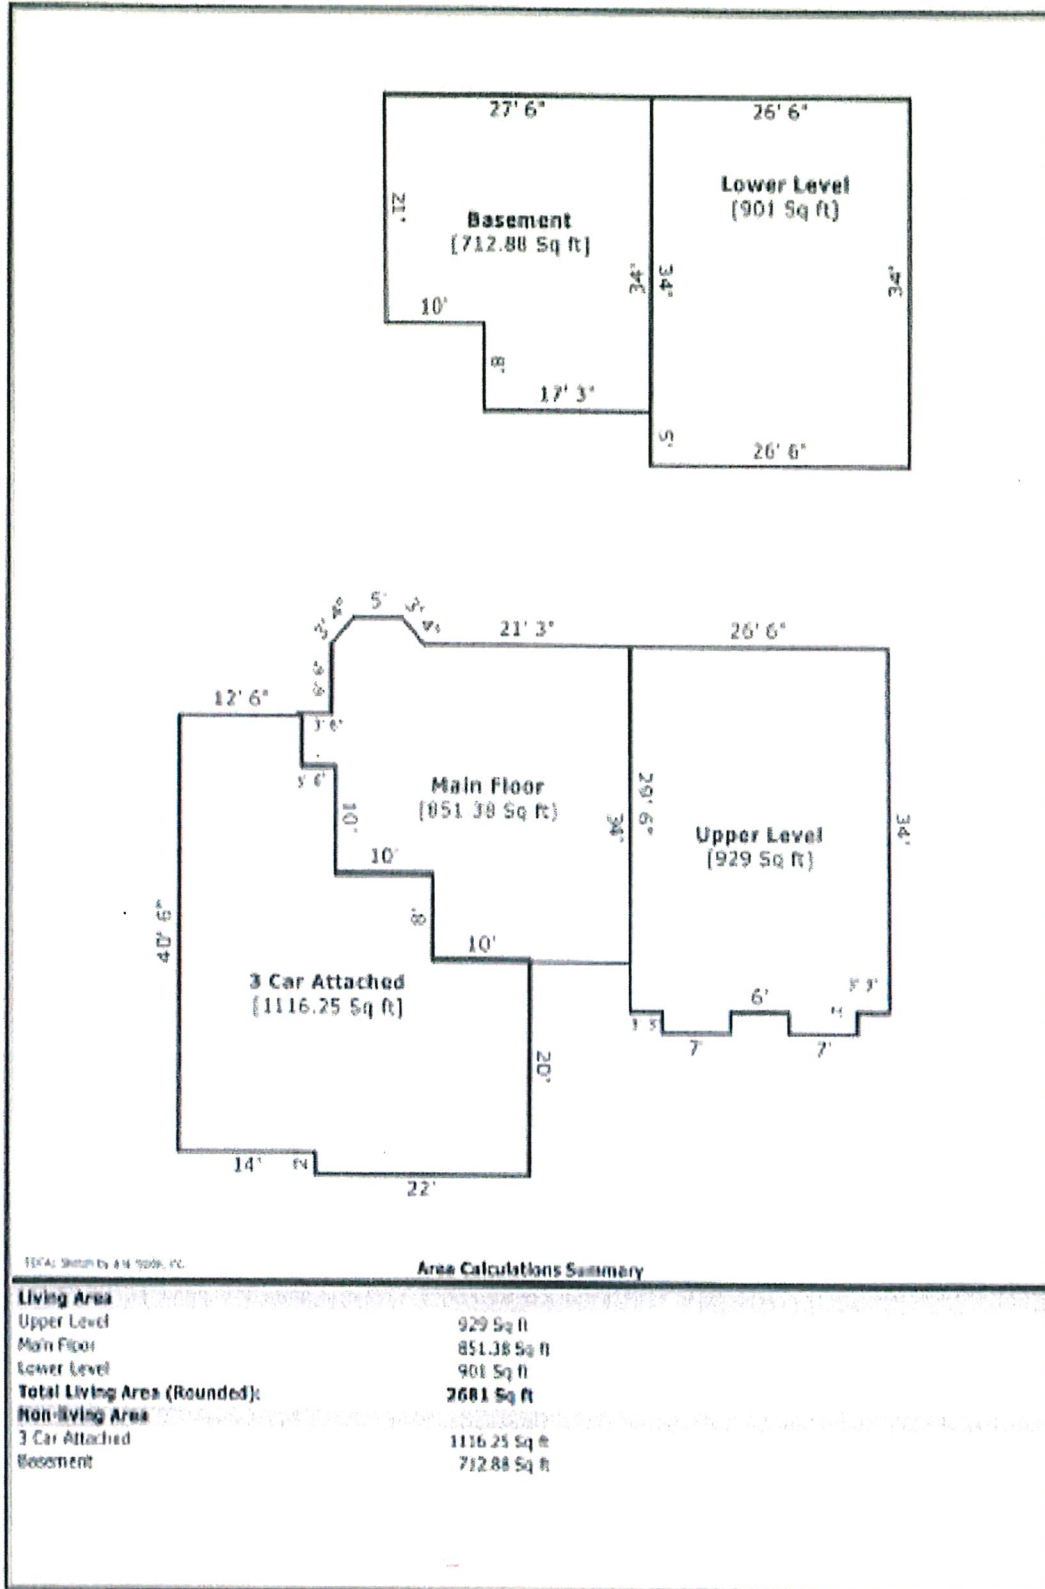 27' 6"
26' 6"
Lower Level
[901 Sq ft]
21'
Basement
[712.88 Sq ft]
34'
34'
34'
10'
8'
17' 3"
5'
26' 6"
5'
21' 3"
26' 6"
12' 6"
3' 6"
10'
Main Floor
[851.38 Sq ft]
29' 6"
34'
34'
Upper Level
[929 Sq ft]
10'
8'
40' 6"
10'
3 Car Attached
[1116.25 Sq ft]
6'
2'
7'
7'
20'
14'
2'
22'
Area Calculations Summary
Living Area
Upper Level 929 Sq ft
Main Floor 851.38 Sq ft
Lower Level 901 Sq ft
Total Living Area (Rounded): 2681 Sq ft
Non-living Area
3 Car Attached 1116.25 Sq ft
Basement 712.88 Sq ft